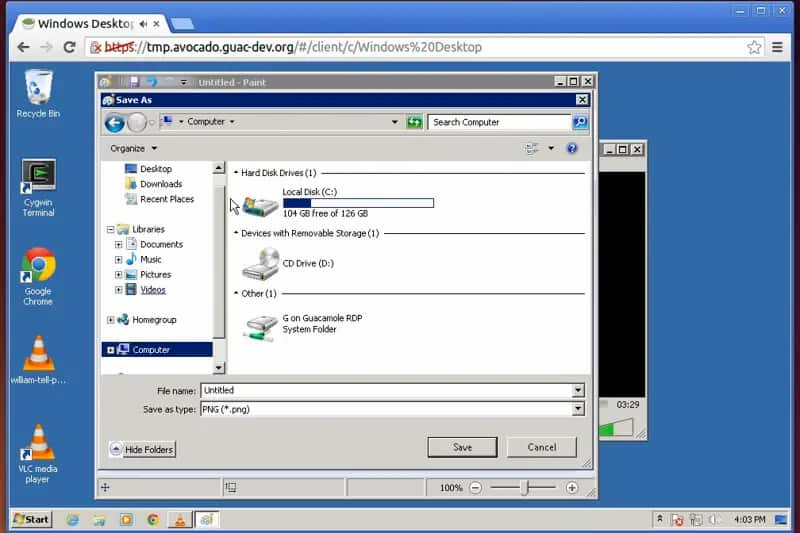 Windows Desktop
https://tmp.avocado.guac-dev.org/#/client/c/Windows%20Desktop
Recycle Bin
Cygwin
Terminal
Google
Chrome
william-tell-p...
VLC media
player
Untitled - Paint
Save As
Computer
Search Computer
Organize
Desktop
Downloads
Recent Places
Libraries
Documents
Music
Pictures
Videos
Homegroup
Computer
Hard Disk Drives (1)
Local Disk (C:)
104 GB free of 126 GB
Devices with Removable Storage (1)
CD Drive (D:)
Other (1)
G on Guacamole RDP
System Folder
File name: Untitled
Save as type: PNG (*.png)
Hide Folders
Save
Cancel
03:29
100%
Start
4:03 PM